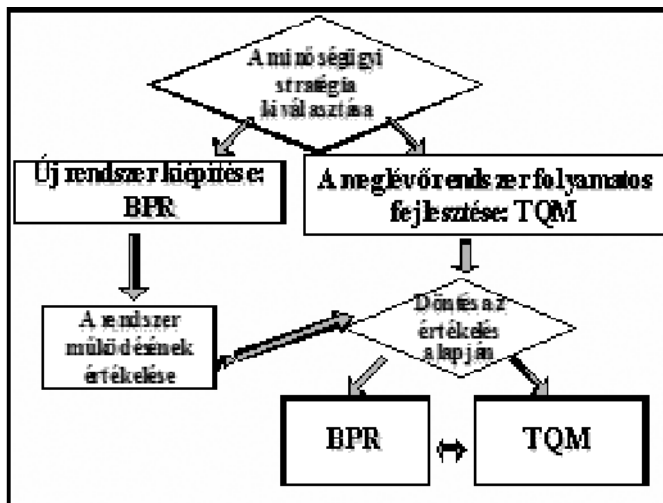 A minőségügyi
stratégia
kiválasztása
Új rendszer kiépítése:
BPR
A neglévő rendszer folyamatos
fejlesztése: TQM
A rendszer
működésének
értékelése
Döntés az
értékelés
alapján
BPR
TQM